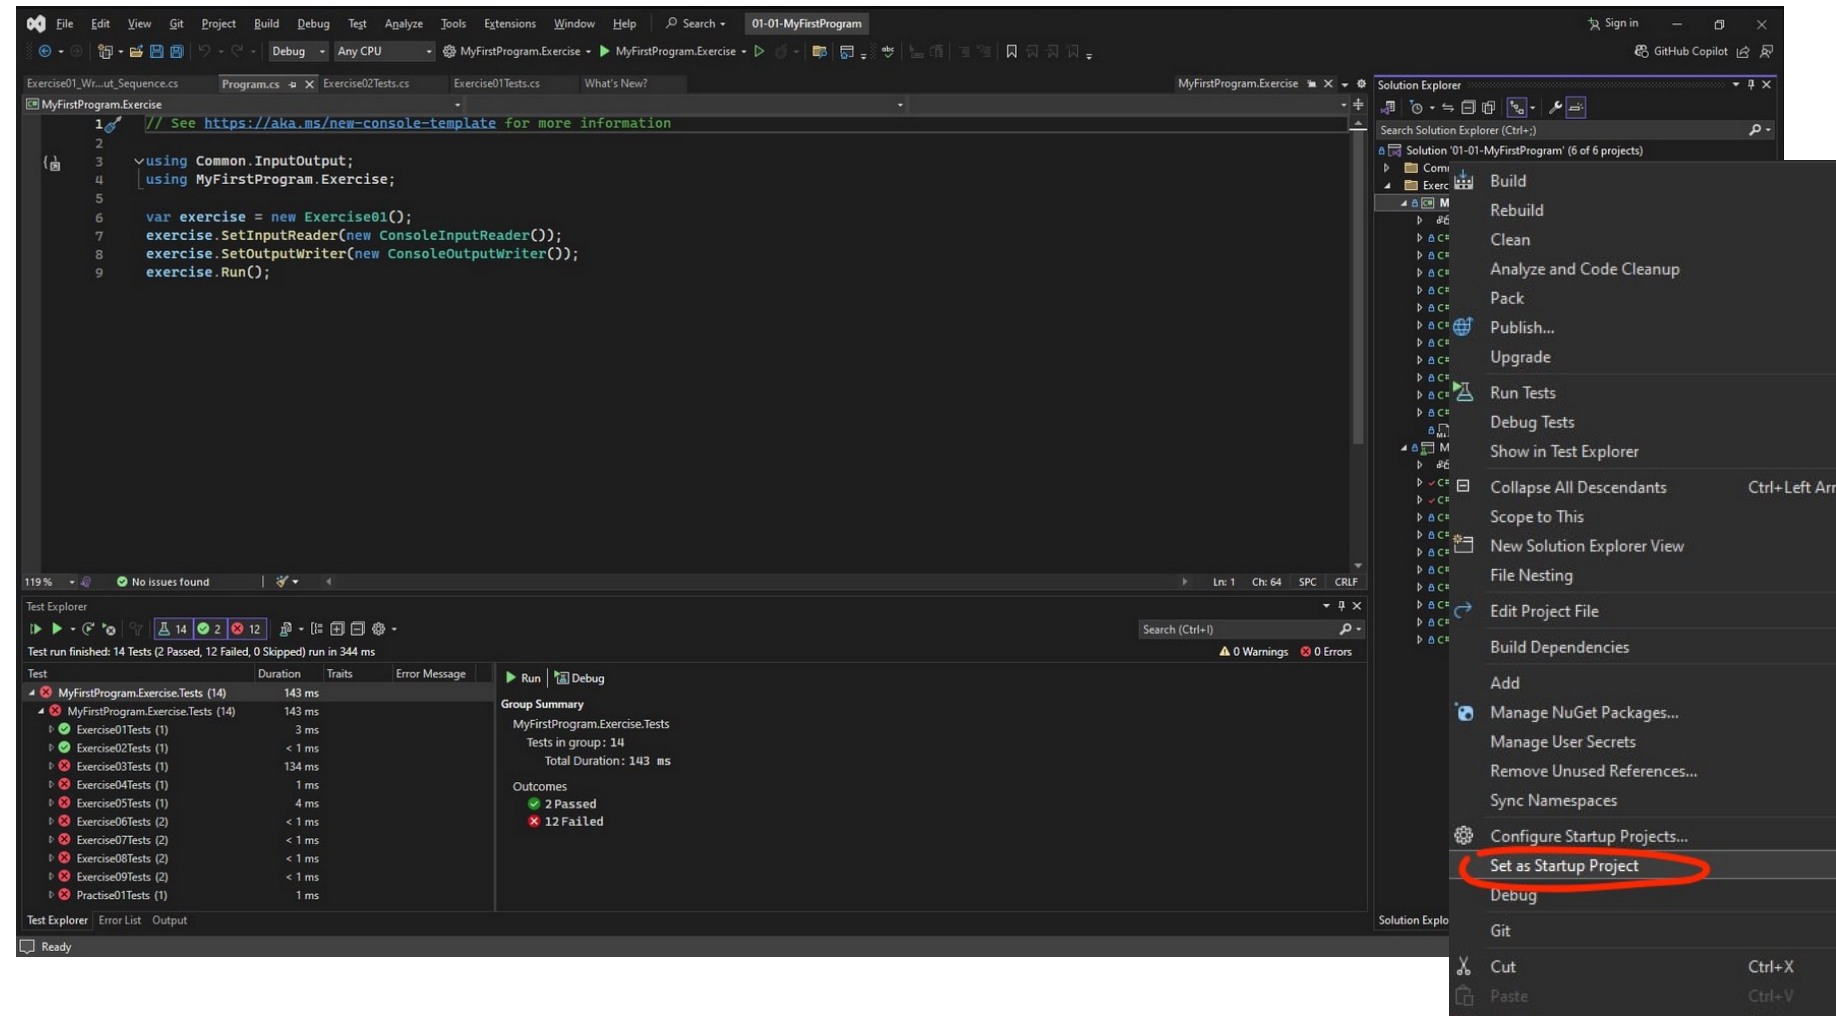 File Edit View Git Project Build Debug Test Analyze Tools Extensions Window Help Search 01-01-MyFirstProgram Sign in
Debug Any CPU MyFirstProgram.Exercise MyFirstProgram.Exercise GitHub Copilot
Exercise01_Wr...ut_Sequence.cs Program.cs Exercise02Tests.cs Exercise01Tests.cs What's New? MyFirstProgram.Exercise
MyFirstProgram.Exercise
1 // See https://aka.ms/new-console-template for more information
2
3 using Common.InputOutput;
4 using MyFirstProgram.Exercise;
5
6 var exercise = new Exercise01();
7 exercise.SetInputReader(new ConsoleInputReader());
8 exercise.SetOutputWriter(new ConsoleOutputWriter());
9 exercise.Run();
119 % No issues found Ln: 1 Ch: 64 SPC CRLF
Test Explorer
14 2 12 Search (Ctrl+I)
Test run finished: 14 Tests (2 Passed, 12 Failed, 0 Skipped) run in 344 ms 0 Warnings 0 Errors
Test Duration Traits Error Message
MyFirstProgram.Exercise.Tests (14) 143 ms
MyFirstProgram.Exercise.Tests (14) 143 ms
Exercise01Tests (1) 3 ms
Exercise02Tests (1) < 1 ms
Exercise03Tests (1) 134 ms
Exercise04Tests (1) 1 ms
Exercise05Tests (1) 4 ms
Exercise06Tests (2) < 1 ms
Exercise07Tests (2) < 1 ms
Exercise08Tests (2) < 1 ms
Exercise09Tests (2) < 1 ms
Practise01Tests (1) 1 ms
Run Debug
Group Summary
MyFirstProgram.Exercise.Tests
Tests in group: 14
Total Duration: 143 ms
Outcomes
2 Passed
12 Failed
Test Explorer Error List Output
Ready
Solution Explorer
Search Solution Explorer (Ctrl+;)
Solution '01-01-MyFirstProgram' (6 of 6 projects)
Com
Exerc
M
M
Solution Explo
Build
Rebuild
Clean
Analyze and Code Cleanup
Pack
Publish...
Upgrade
Run Tests
Debug Tests
Show in Test Explorer
Collapse All Descendants Ctrl+Left Arr
Scope to This
New Solution Explorer View
File Nesting
Edit Project File
Build Dependencies
Add
Manage NuGet Packages...
Manage User Secrets
Remove Unused References...
Sync Namespaces
Configure Startup Projects...
Set as Startup Project
Debug
Git
Cut Ctrl+X
Paste Ctrl+V